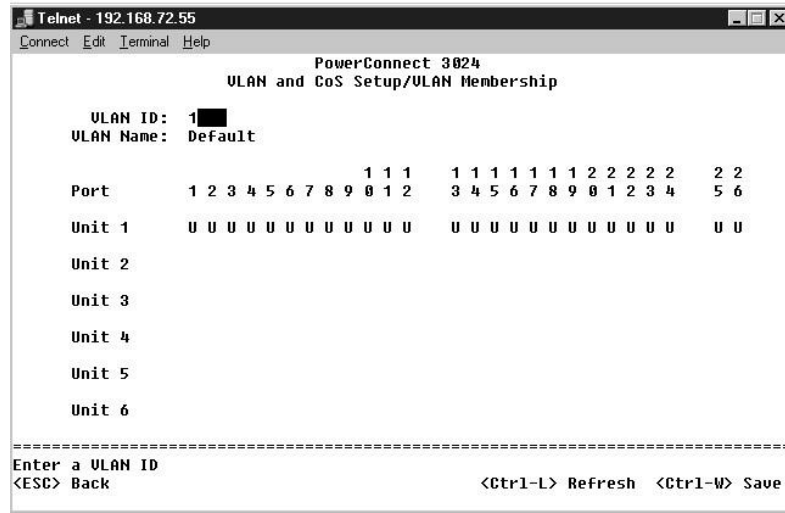 Telnet - 192.168.72.55
Connect Edit Terminal Help
PowerConnect 3024
VLAN and CoS Setup/VLAN Membership
VLAN ID: 1
VLAN Name: Default
1 1 1 1 1 1 1 1 1 1 2 2 2 2 2 2 2
Port 1 2 3 4 5 6 7 8 9 0 1 2 3 4 5 6 7 8 9 0 1 2 3 4 5 6
Unit 1 U U U U U U U U U U U U U U U U U U U U U U U U U U
Unit 2
Unit 3
Unit 4
Unit 5
Unit 6
================================================================================
Enter a VLAN ID
<ESC> Back <Ctrl-L> Refresh <Ctrl-W> Save